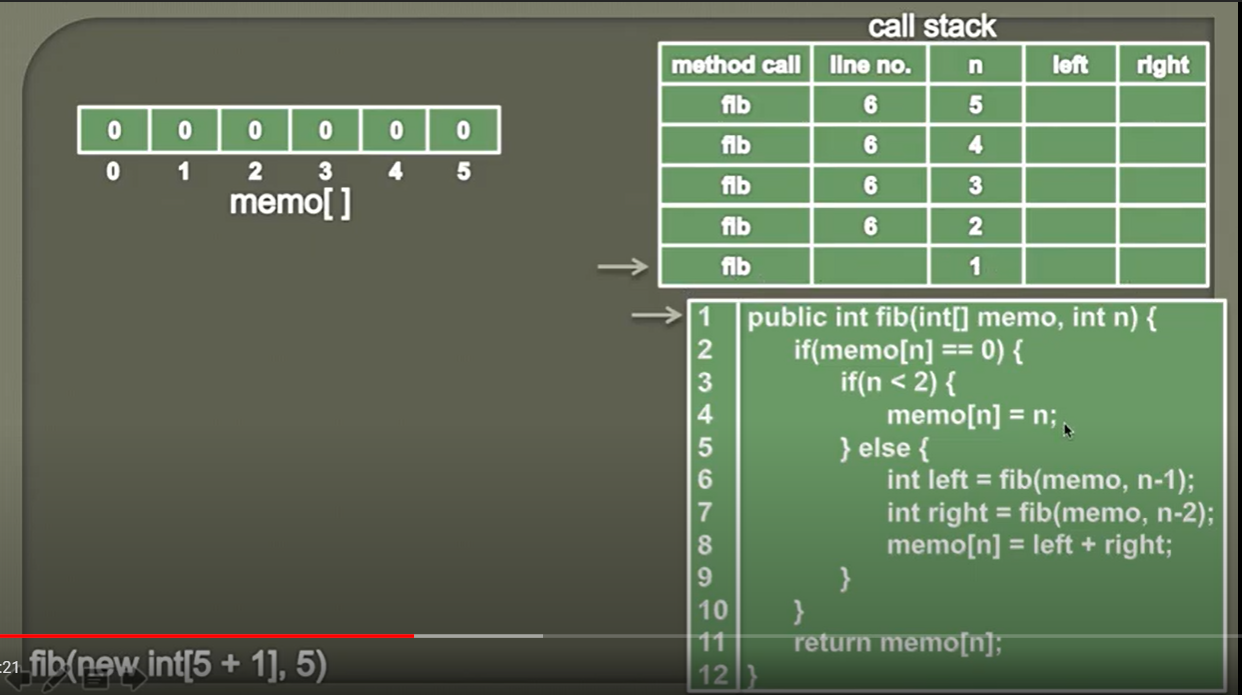 call stack
method call line no. n left right
fib 6 5
fib 6 4
fib 6 3
fib 6 2
fib 1
0 0 0 0 0 0
0 1 2 3 4 5
memo[ ]
1 public int fib(int[] memo, int n) {
2 if(memo[n] == 0) {
3 if(n < 2) {
4 memo[n] = n;
5 } else {
6 int left = fib(memo, n-1);
7 int right = fib(memo, n-2);
8 memo[n] = left + right;
9 }
10 }
11 return memo[n];
12 }
:21
fib(new int[5 + 1], 5)